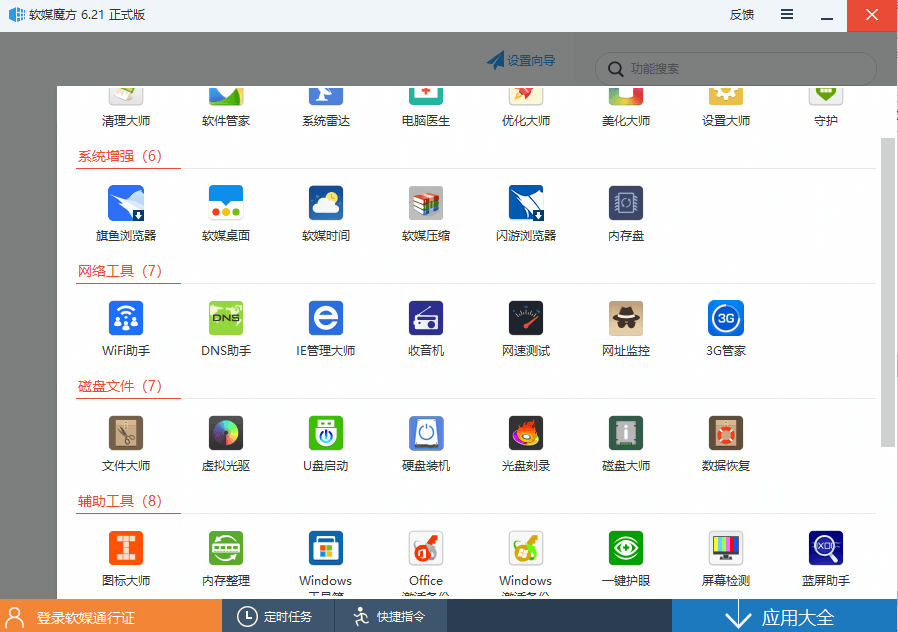 软媒魔方 6.21 正式版
反馈
设置向导
功能搜索
清理大师 软件管家 系统雷达 电脑医生 优化大师 美化大师 设置大师 守护
系统增强（6）
旗鱼浏览器 软媒桌面 软媒时间 软媒压缩 闪游浏览器 内存盘
网络工具（7）
DNS
3G
WiFi助手 DNS助手 IE管理大师 收音机 网速测试 网址监控 3G管家
磁盘文件（7）
文件大师 虚拟光驱 U盘启动 硬盘装机 光盘刻录 磁盘大师 数据恢复
辅助工具（8）
图标大师 内存整理 Windows Office Windows 一键护眼 屏幕检测 蓝屏助手
登录软媒通行证
定时任务
快捷指令
应用大全